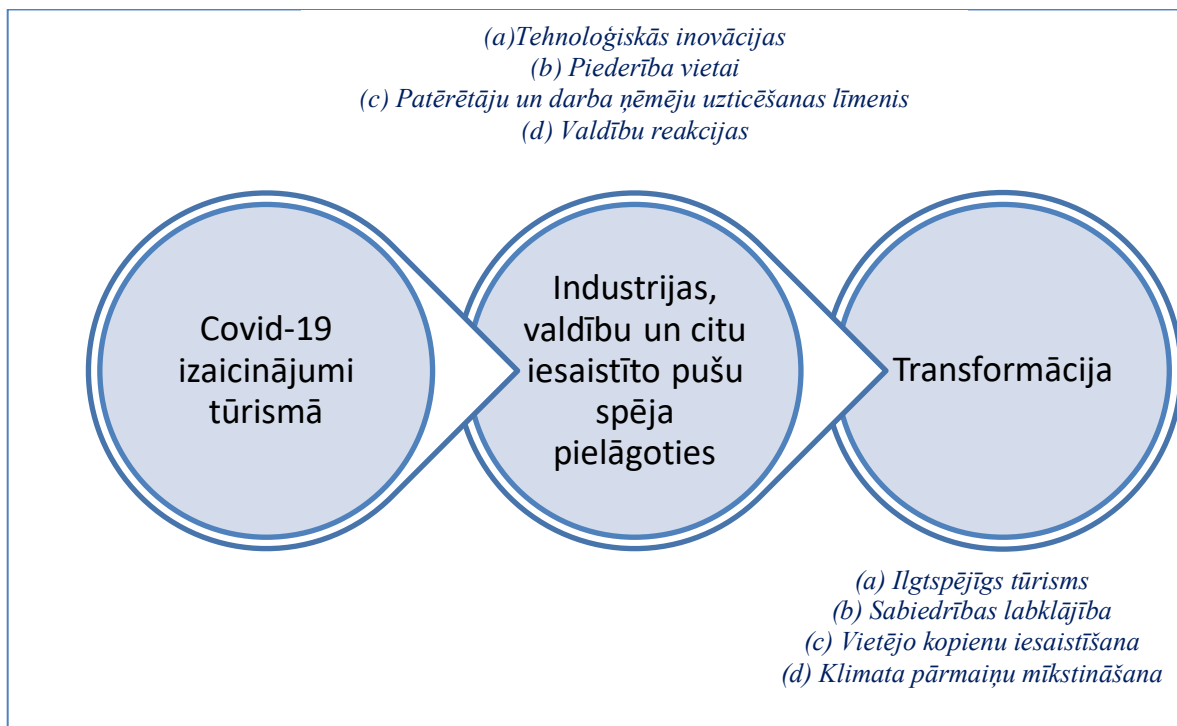 (a)Tehnoloģiskās inovācijas
(b) Piederība vietai
(c) Patērētāju un darba ņēmēju uzticēšanas līmenis
(d) Valdību reakcijas
Covid-19
izaicinājumi
tūrismā
Industrijas,
valdību un citu
iesaistīto pušu
spēja
pielāgoties
Transformācija
(a) Ilgtspējīgs tūrisms
(b) Sabiedrības labklājība
(c) Vietējo kopienu iesaistīšana
(d) Klimata pārmaiņu mīkstināšana